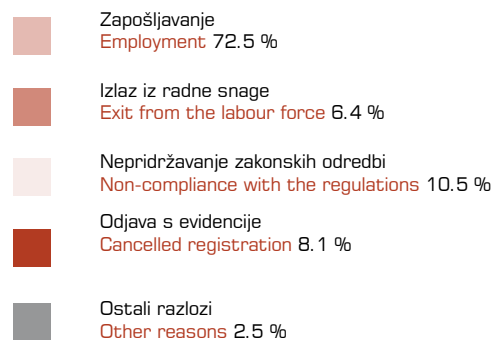 Zapošljavanje
Employment 72.5 %
Izlaz iz radne snage
Exit from the labour force 6.4 %
Nepridržavanje zakonskih odredbi
Non-compliance with the regulations 10.5 %
Odjava s evidencije
Cancelled registration 8.1 %
Ostali razlozi
Other reasons 2.5 %